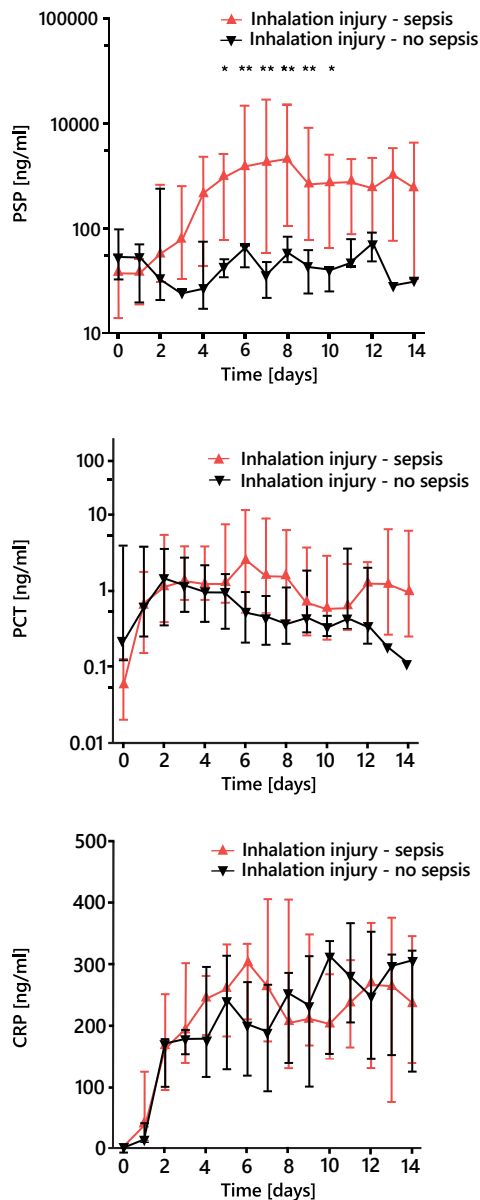 100000
Inhalation injury - sepsis
Inhalation injury - no sepsis
* ** ** ** ** *
10000
PSP [ng/ml]
100
10
0 2 4 6 8 10 12 14
Time [days]
100
Inhalation injury - sepsis
Inhalation injury - no sepsis
10
PCT [ng/ml]
1
0.1
0.01
0 2 4 6 8 10 12 14
Time [days]
500
Inhalation injury - sepsis
Inhalation injury - no sepsis
400
300
CRP [ng/ml]
200
100
0
0 2 4 6 8 10 12 14
Time [days]